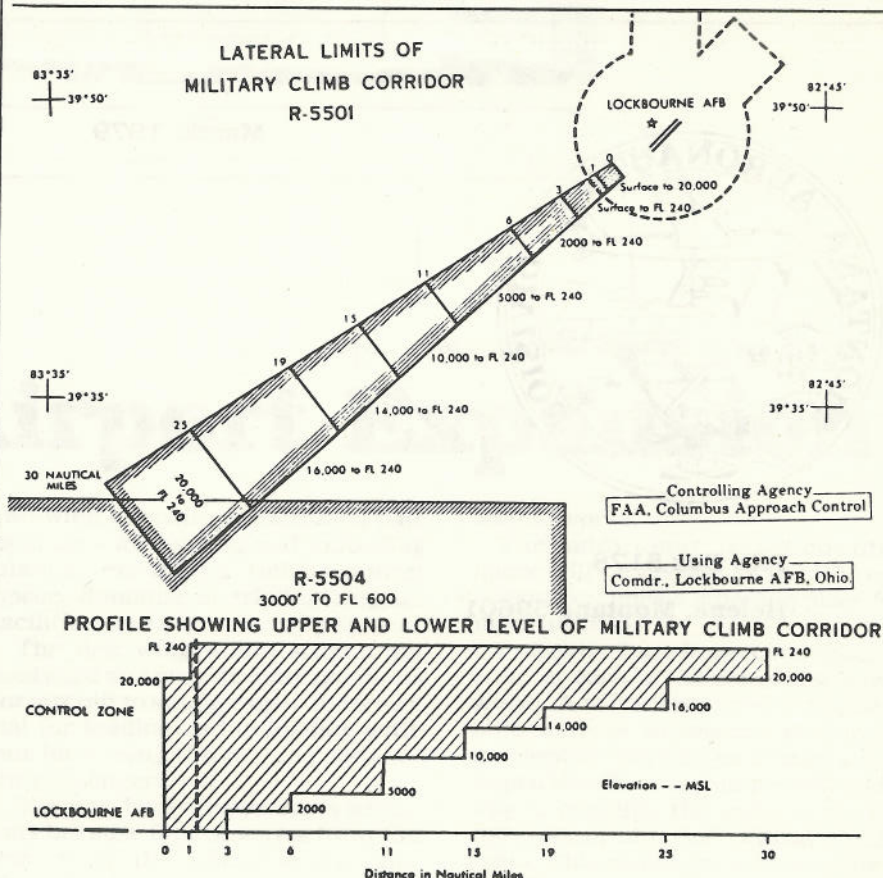 LATERAL LIMITS OF
MILITARY CLIMB CORRIDOR
R-5501
83°35'
39°50'
82°45'
39°50'
LOCKBOURNE AFB
0
1
3
6
11
15
19
25
30 NAUTICAL
MILES
Surface to 20,000
Surface to FL 240
2000 to FL 240
5000 to FL 240
10,000 to FL 240
14,000 to FL 240
16,000 to FL 240
20,000
to
FL 240
83°35'
39°35'
82°45'
39°35'
Controlling Agency
FAA, Columbus Approach Control
Using Agency
Comdr., Lockbourne AFB, Ohio.
R-5504
3000' TO FL 600
PROFILE SHOWING UPPER AND LOWER LEVEL OF MILITARY CLIMB CORRIDOR
FL 240
20,000
CONTROL ZONE
LOCKBOURNE AFB
FL 240
20,000
16,000
14,000
10,000
5000
2000
Elevation -- MSL
0 1 3 6 11 15 19 25 30
Distance in Nautical Miles